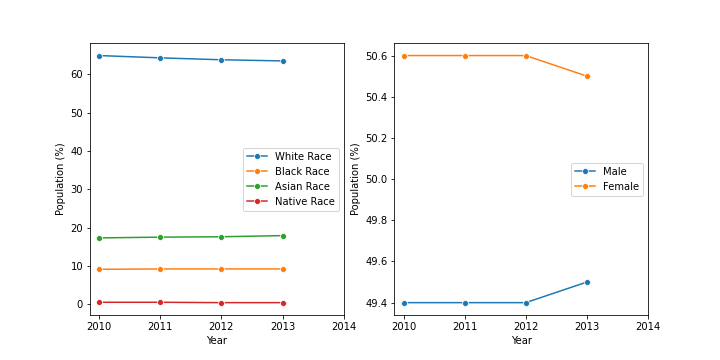 60
50
40
30
20
10
0
Population (%)
White Race
Black Race
Asian Race
Native Race
2010 2011 2012 2013 2014
Year
50.6
50.4
50.2
50.0
49.8
49.6
49.4
Population (%)
Male
Female
2010 2011 2012 2013 2014
Year